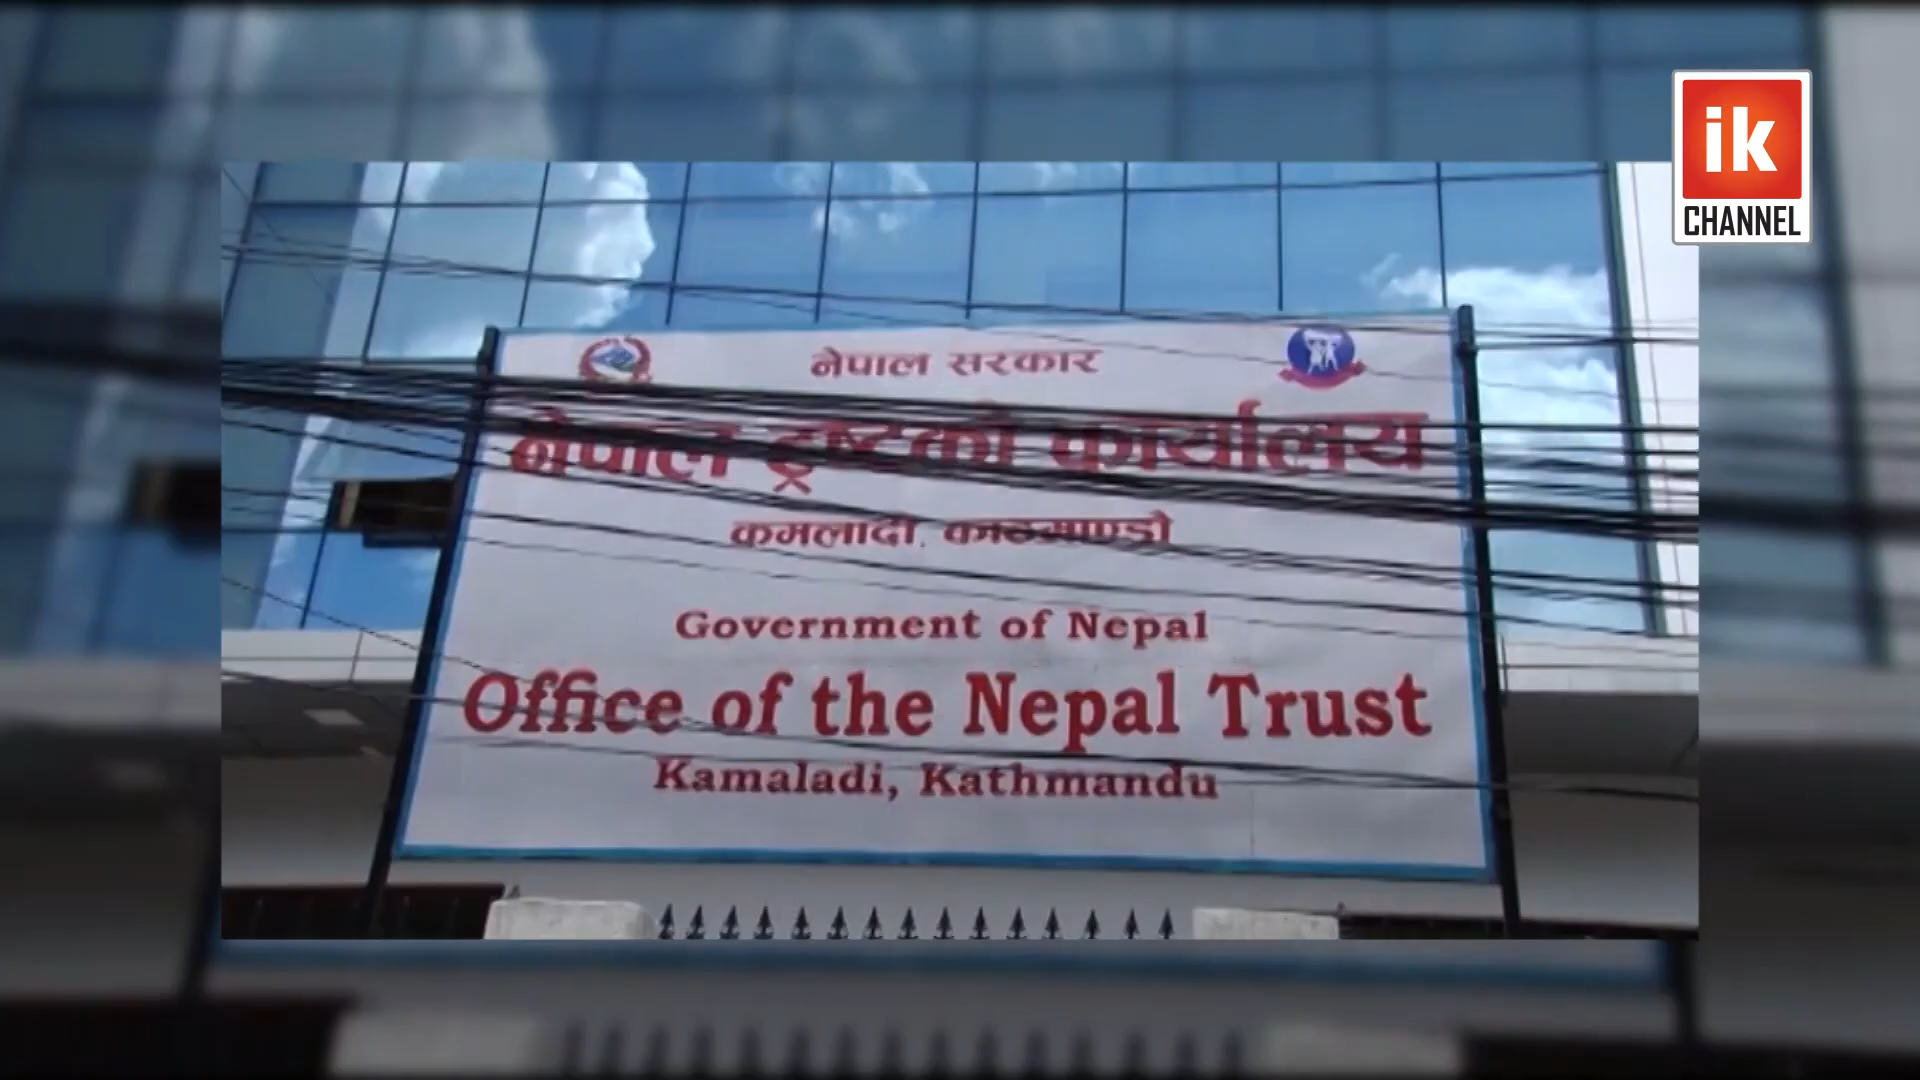 ik
CHANNEL
नेपाल सरकार
नेपाल ट्रष्टको कार्यालय
कमलादी, काठमाण्डौ
Government of Nepal
Office of the Nepal Trust
Kamaladi, Kathmandu